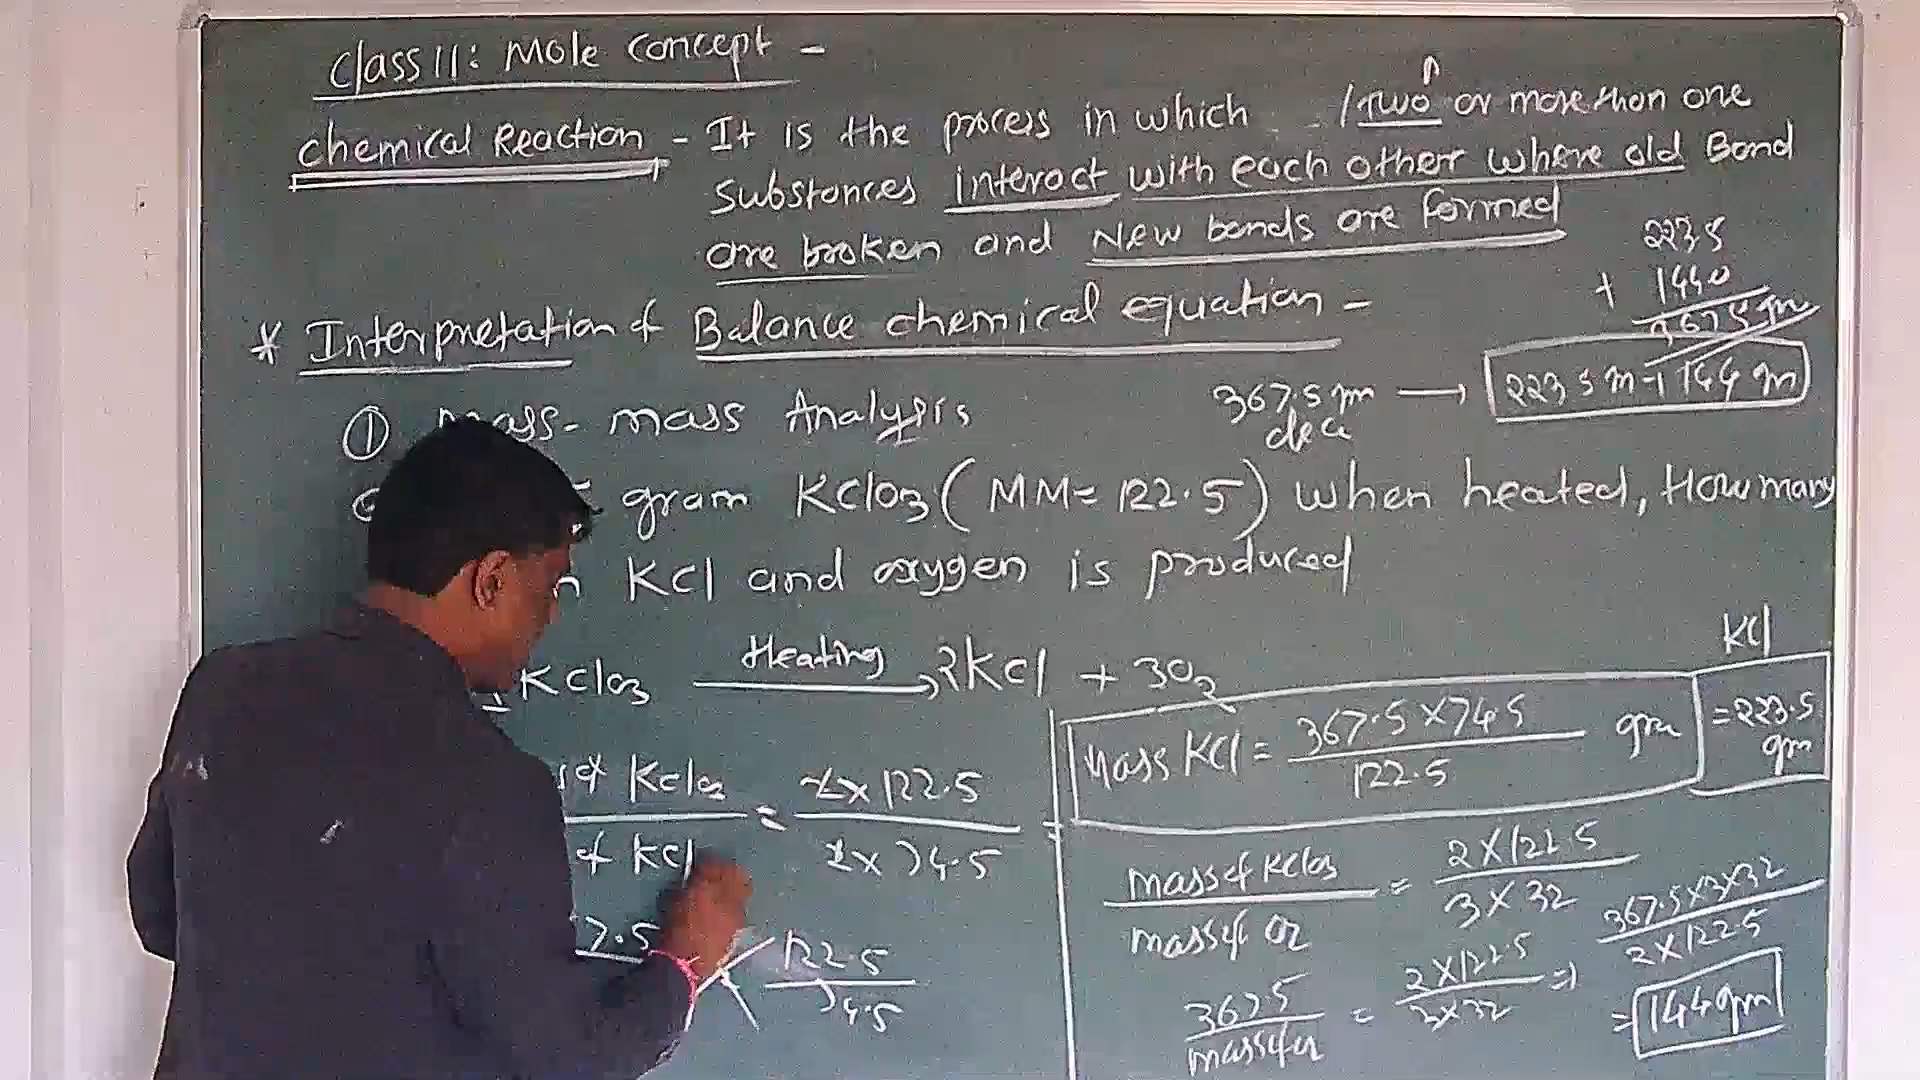 Class 11: Mole concept -
Chemical Reaction - It is the process in which / Two or more than one
Substances interact with each other where old Bond
are broken and New bonds are formed
223.5
+ 1440
3675 gm
* Interpretation of Balance chemical equation -
① mass - mass Analysis
367.5 gm → 223.5 m + 144 gm
gram KClO3 (MM = 122.5) when heated, How many
KCl and oxygen is produced
KClO3 Heating → 2KCl + 3O2
KCl
of KClO3 = 2 x 122.5
of KCl 2 x 74.5
7.5 122.5
74.5
Mass KCl = 367.5 X 74.5 gm = 223.5 gm
122.5
mass of KClO3 = 2 X 122.5
mass of O2 3 X 32
367.5 = 2 X 122.5 =)
mass of O2 3 X 32
367.5 X 3 X 32
2 X 122.5
= 144 gm